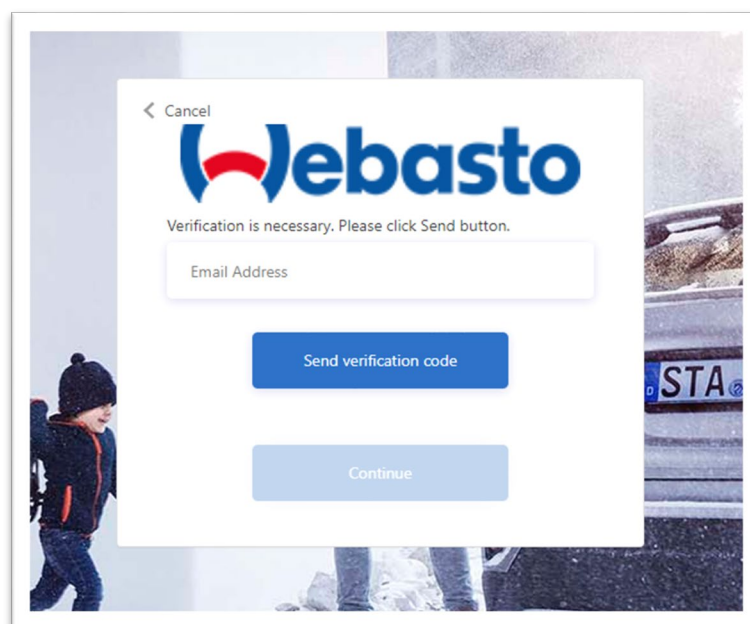 Cancel
Webasto
Verification is necessary. Please click Send button.
Email Address
Send verification code
STA
D
Continue